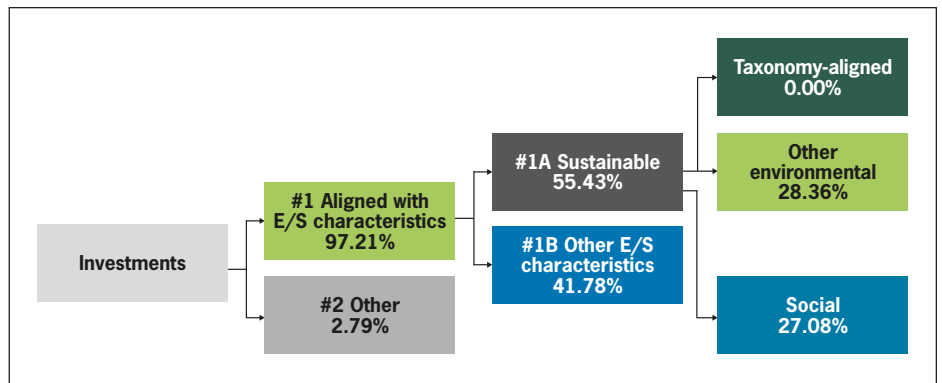 Investments
#1 Aligned with
E/S characteristics
97.21%
#2 Other
2.79%
#1A Sustainable
55.43%
#1B Other E/S
characteristics
41.78%
Taxonomy-aligned
0.00%
Other
environmental
28.36%
Social
27.08%